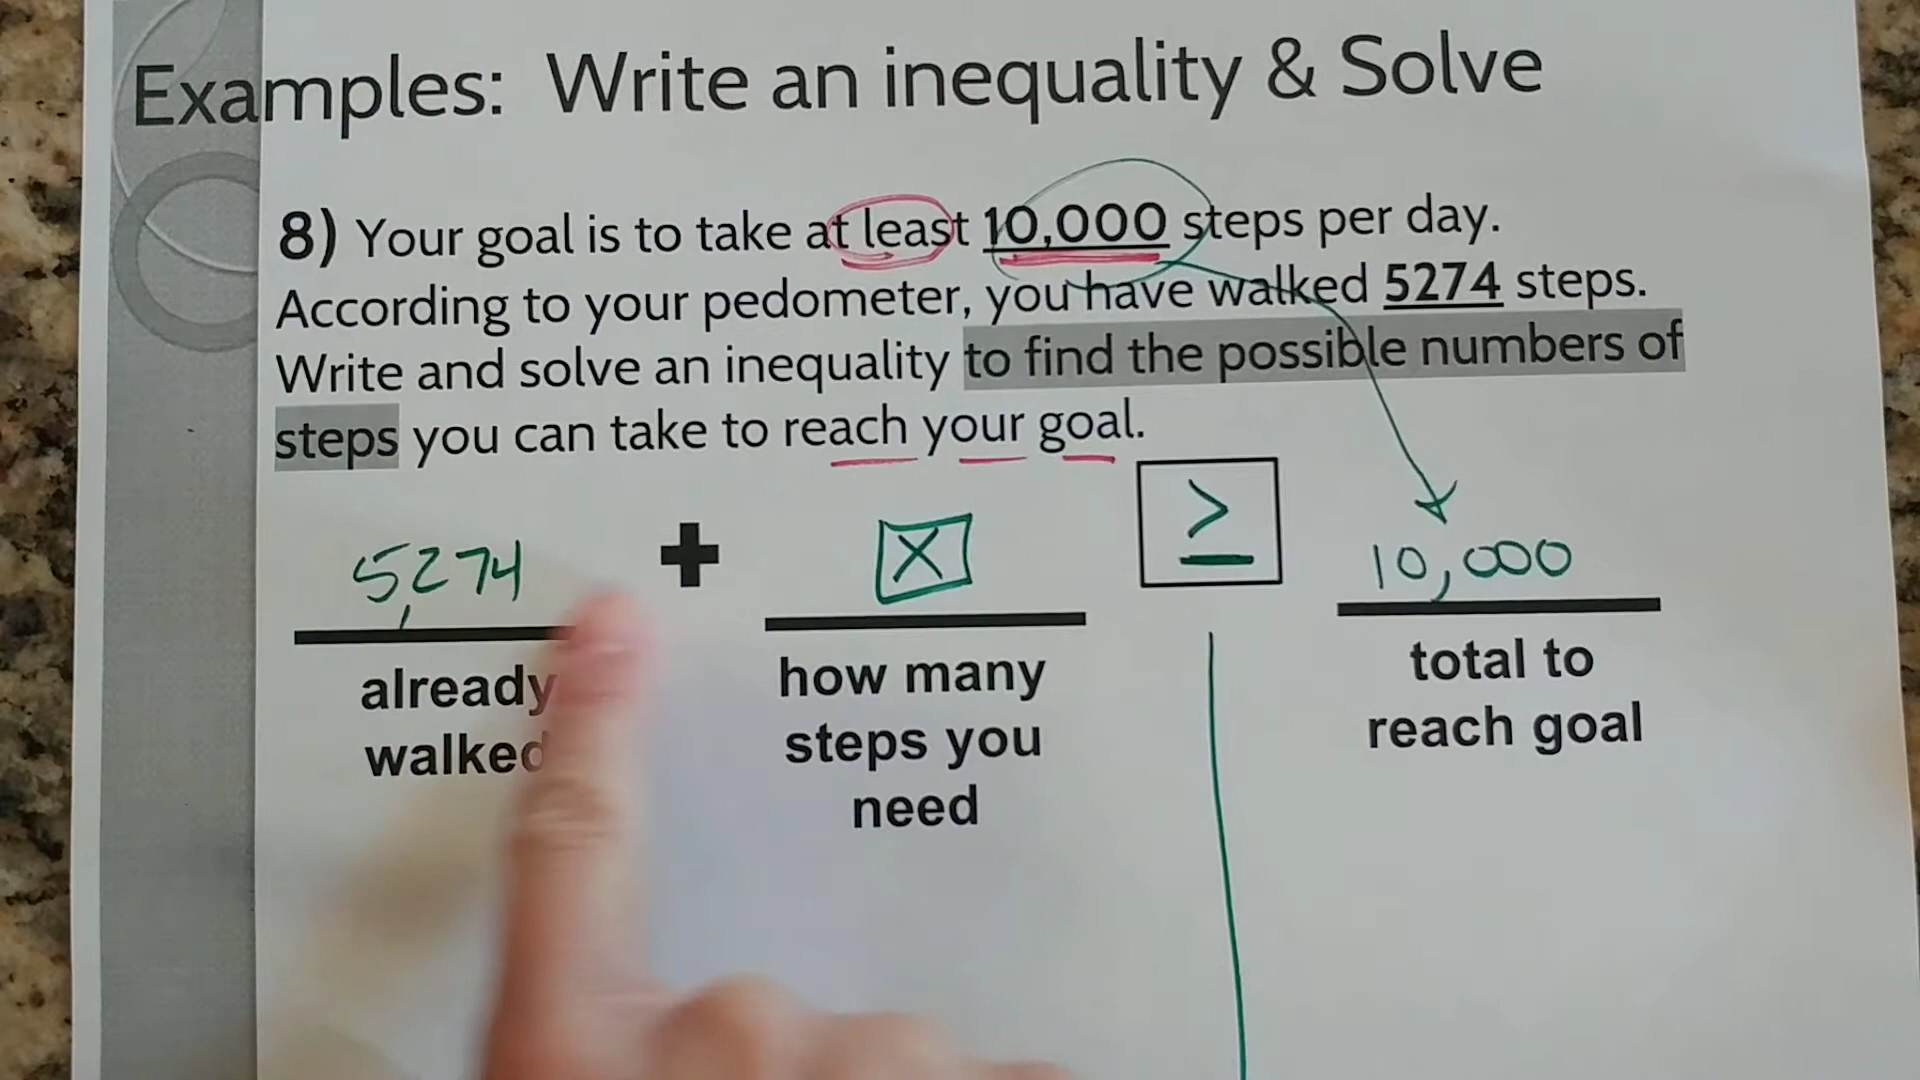 Examples: Write an inequality & Solve
8) Your goal is to take at least 10,000 steps per day.
According to your pedometer, you have walked 5274 steps.
Write and solve an inequality to find the possible numbers of
steps you can take to reach your goal.
5,274 + X ≥ 10,000
already how many total to
walked steps you reach goal
need